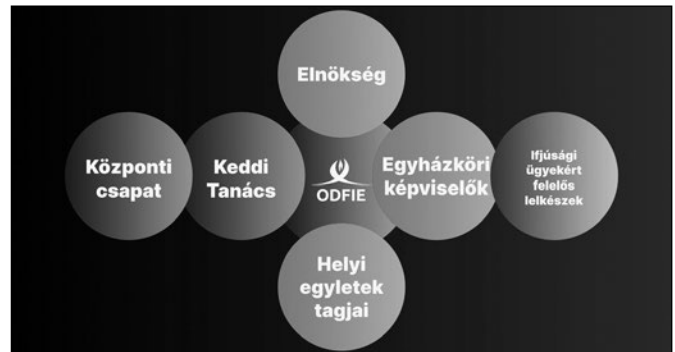 Elnökség
Központi
csapat
Keddi
Tanács
ODFIE
Egyházköri
képviselők
Ifjúsági
ügyekért
felelős
lelkészek
Helyi
egyletek
tagjai